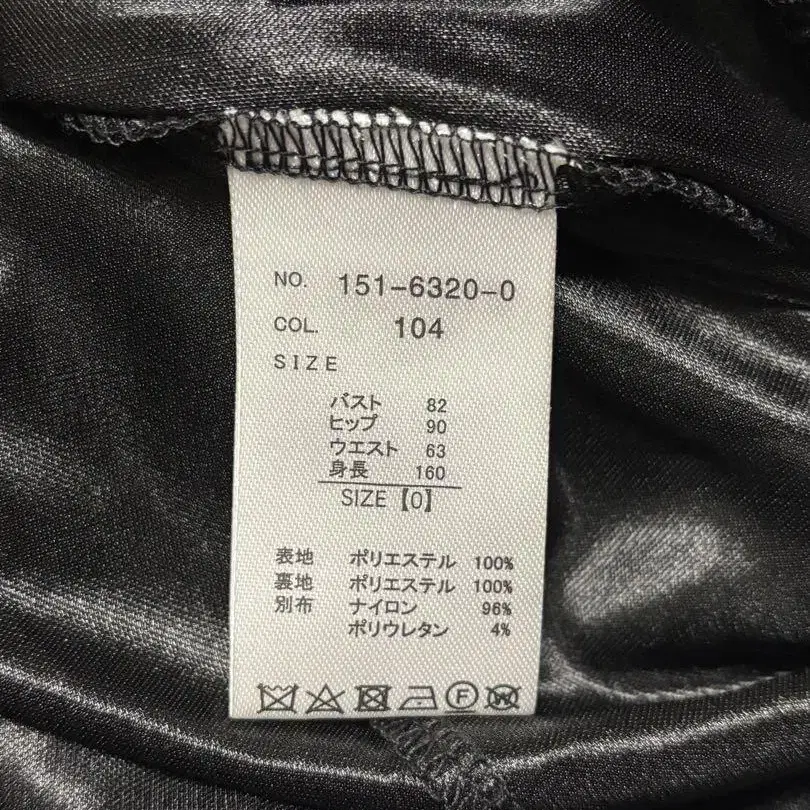 NO. 151-6320-0
COL. 104
SIZE
バスト 82
ヒップ 90
ウエスト 63
身長 160
SIZE【0】
表地 ポリエステル 100%
裏地 ポリエステル 100%
別布 ナイロン 96%
ポリウレタン 4%
F W